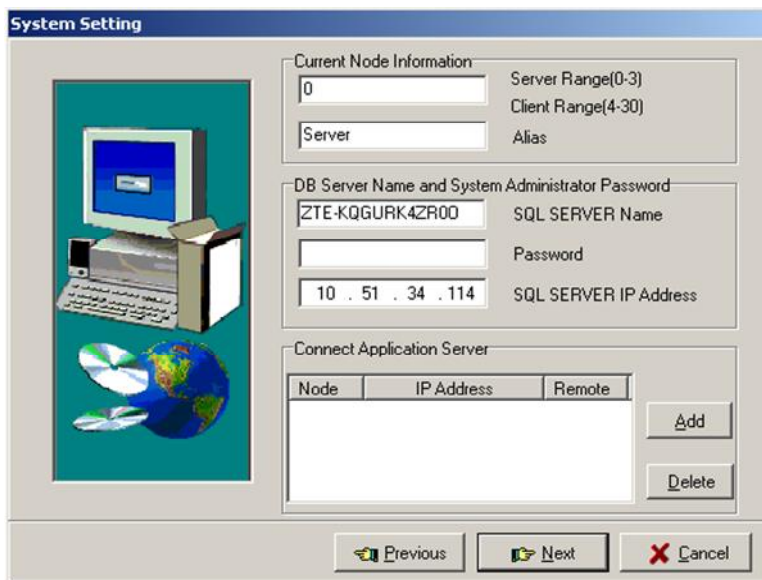 System Setting
Current Node Information
0
Server Range(0-3)
Client Range(4-30)
Server
Alias
DB Server Name and System Administrator Password
ZTE-KQGURK4ZR0O
SQL SERVER Name
Password
10 . 51 . 34 . 114
SQL SERVER IP Address
Connect Application Server
Node IP Address Remote
Add
Delete
Previous Next Cancel